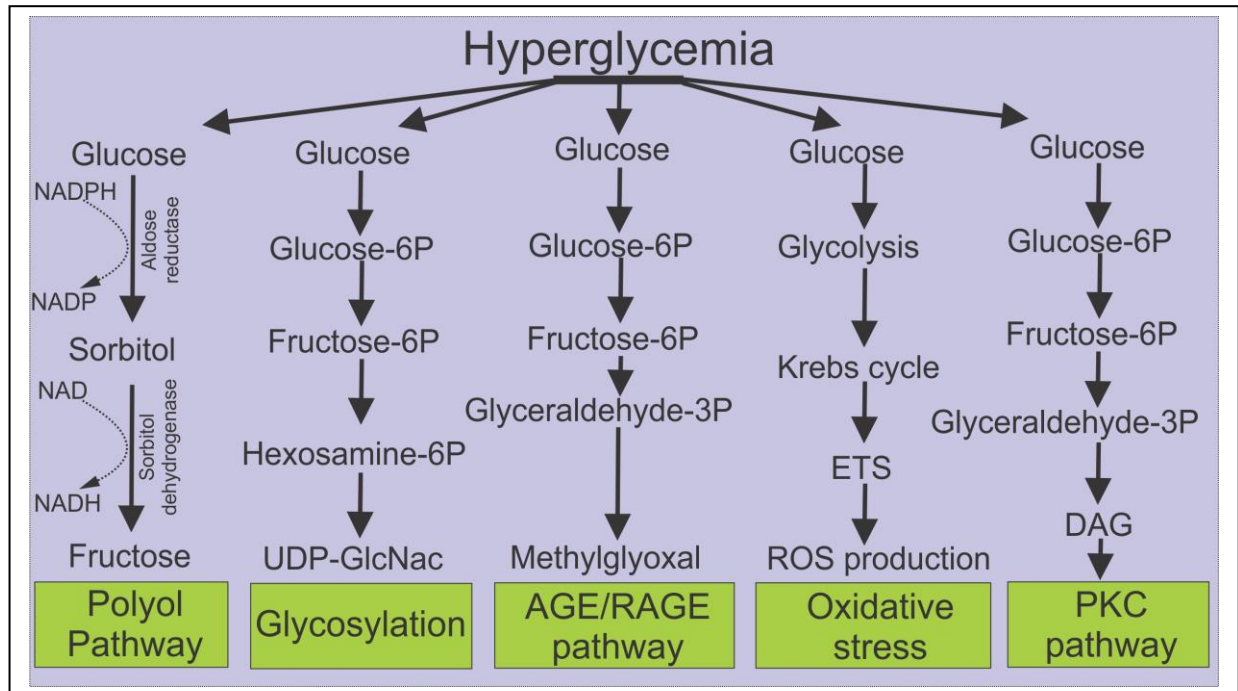 Hyperglycemia
Glucose
NADPH
Aldose
reductase
NADP
Sorbitol
NAD
Sorbitol
dehydrogenase
NADH
Fructose
Polyol
Pathway
Glucose
Glucose-6P
Fructose-6P
Hexosamine-6P
UDP-GlcNac
Glycosylation
Glucose
Glucose-6P
Fructose-6P
Glyceraldehyde-3P
Methylglyoxal
AGE/RAGE
pathway
Glucose
Glycolysis
Krebs cycle
ETS
ROS production
Oxidative
stress
Glucose
Glucose-6P
Fructose-6P
Glyceraldehyde-3P
DAG
PKC
pathway